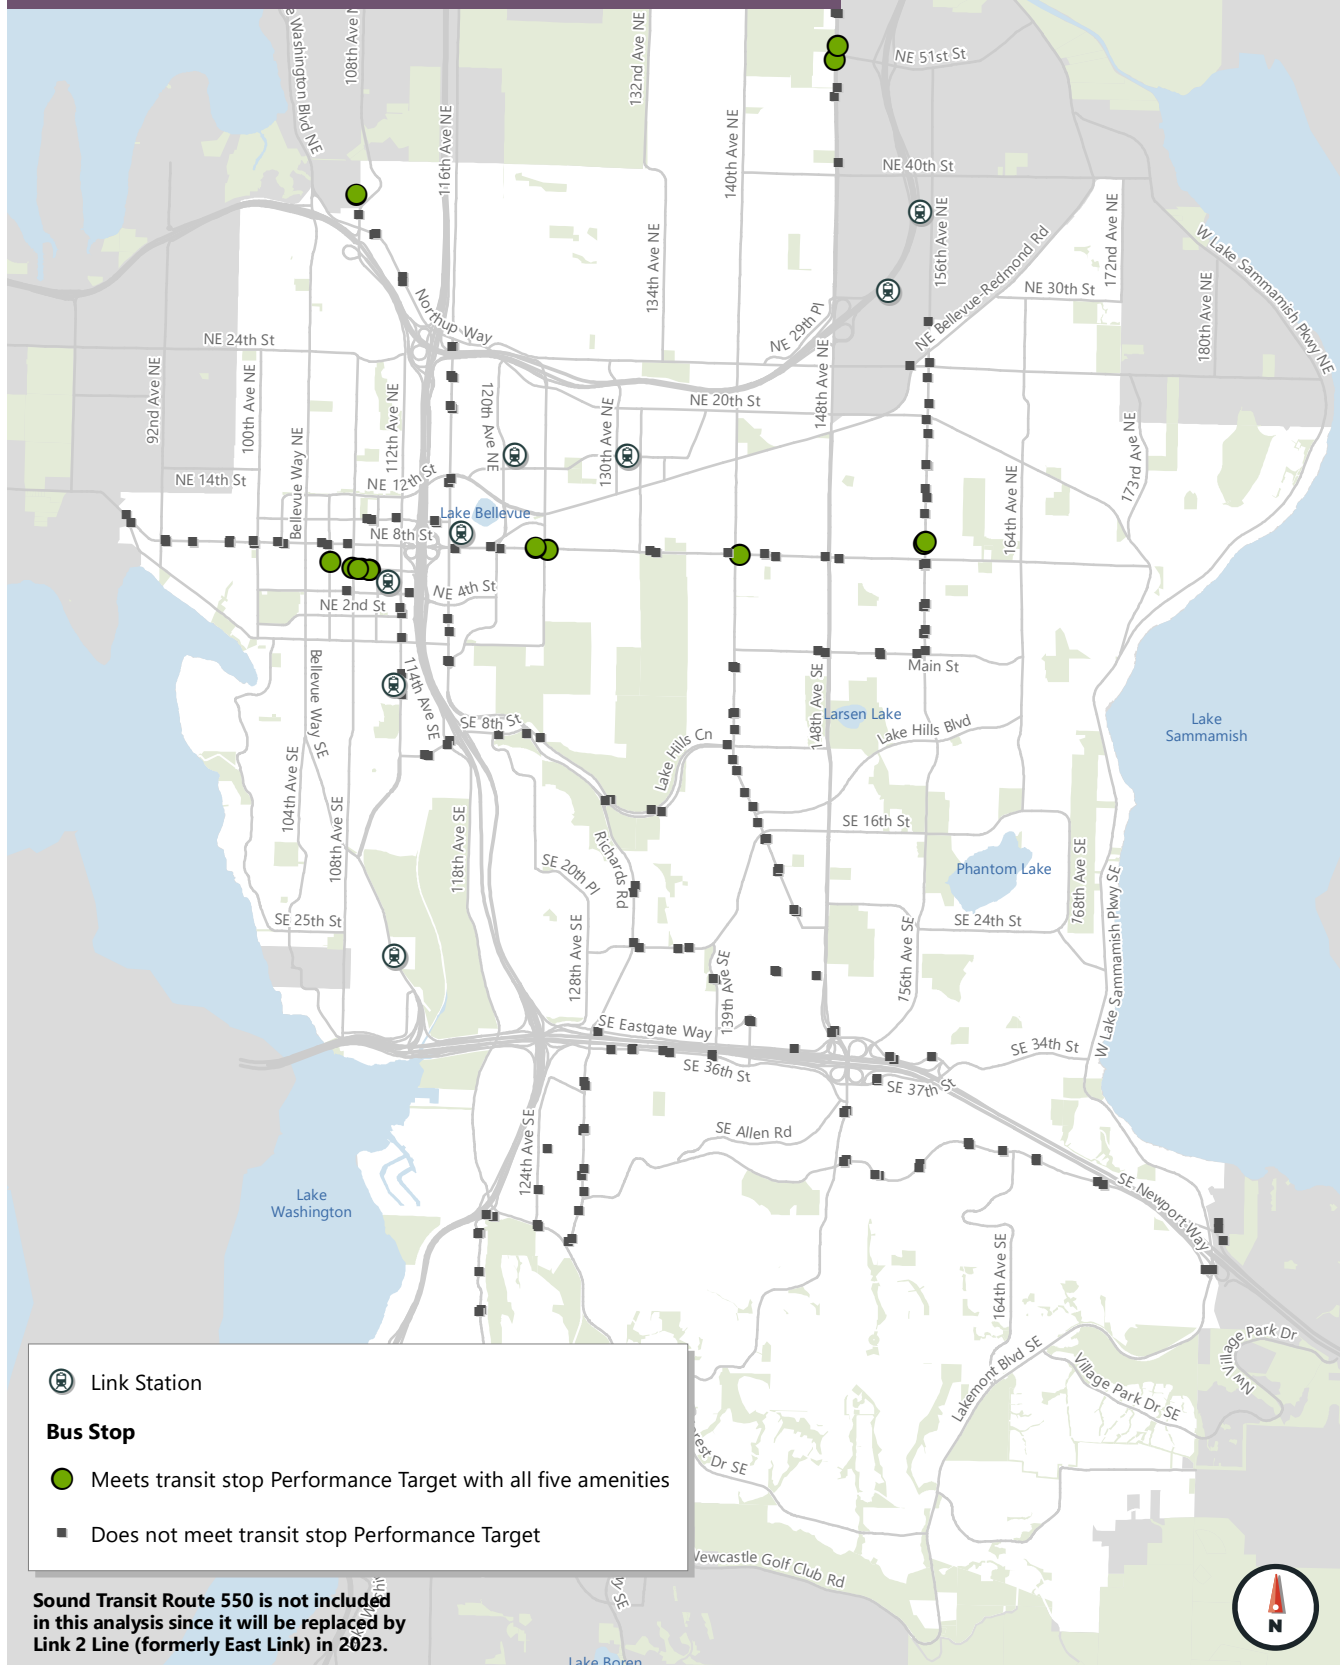 e Washington Blvd NE
108th Ave N
132nd Ave NE
NE 51st St
116th Ave NE
140th Ave NE
NE 40th St
156th Ave NE
172nd Ave NE
W Lake Sammamish Pkwy NE
134th Ave NE
NE Bellevue-Redmond Rd
NE 30th St
180th Ave NE
Northup Way
NE 29th Pl
NE 24th St
148th Ave NE
92nd Ave NE
100th Ave NE
112th Ave NE
120th Ave NE
NE 20th St
130th Ave NE
173rd Ave NE
Bellevue Way NE
NE 14th St
NE 12th St
164th Ave NE
Lake Bellevue
NE 8th St
NE 4th St
NE 2nd St
Main St
Bellevue Way SE
114th Ave SE
148th Ave SE
Larsen Lake
Lake
Sammamish
SE 8th St
Lake Hills Cn
Lake Hills Blvd
104th Ave SE
108th Ave SE
118th Ave SE
SE 16th St
Richards Rd
SE 20th Pl
Phantom Lake
168th Ave SE
W Lake Sammamish Pkwy SE
SE 25th St
SE 24th St
128th Ave SE
139th Ave SE
156th Ave SE
SE Eastgate Way
SE 34th St
SE 36th St
SE 37th St
124th Ave SE
SE Allen Rd
Lake
Washington
SE Newport Way
164th Ave SE
Village Park Dr
NW Vil
Lakemont Blvd SE
Village Park Dr SE
Link Station
Bus Stop
Meets transit stop Performance Target with all five amenities
Does not meet transit stop Performance Target
rest Dr SE
Newcastle Golf Club Rd
wy SE
Sound Transit Route 550 is not included
in this analysis since it will be replaced by
Link 2 Line (formerly East Link) in 2023.
N
Lake Boren